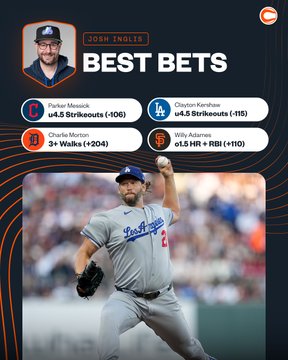 JOSH INGLIS
BEST BETS
Parker Messick
u4.5 Strikeouts (-106)
Clayton Kershaw
u4.5 Strikeouts (-115)
Charlie Morton
3+ Walks (+204)
Willy Adames
o1.5 HR + RBI (+110)
Los Angeles
2